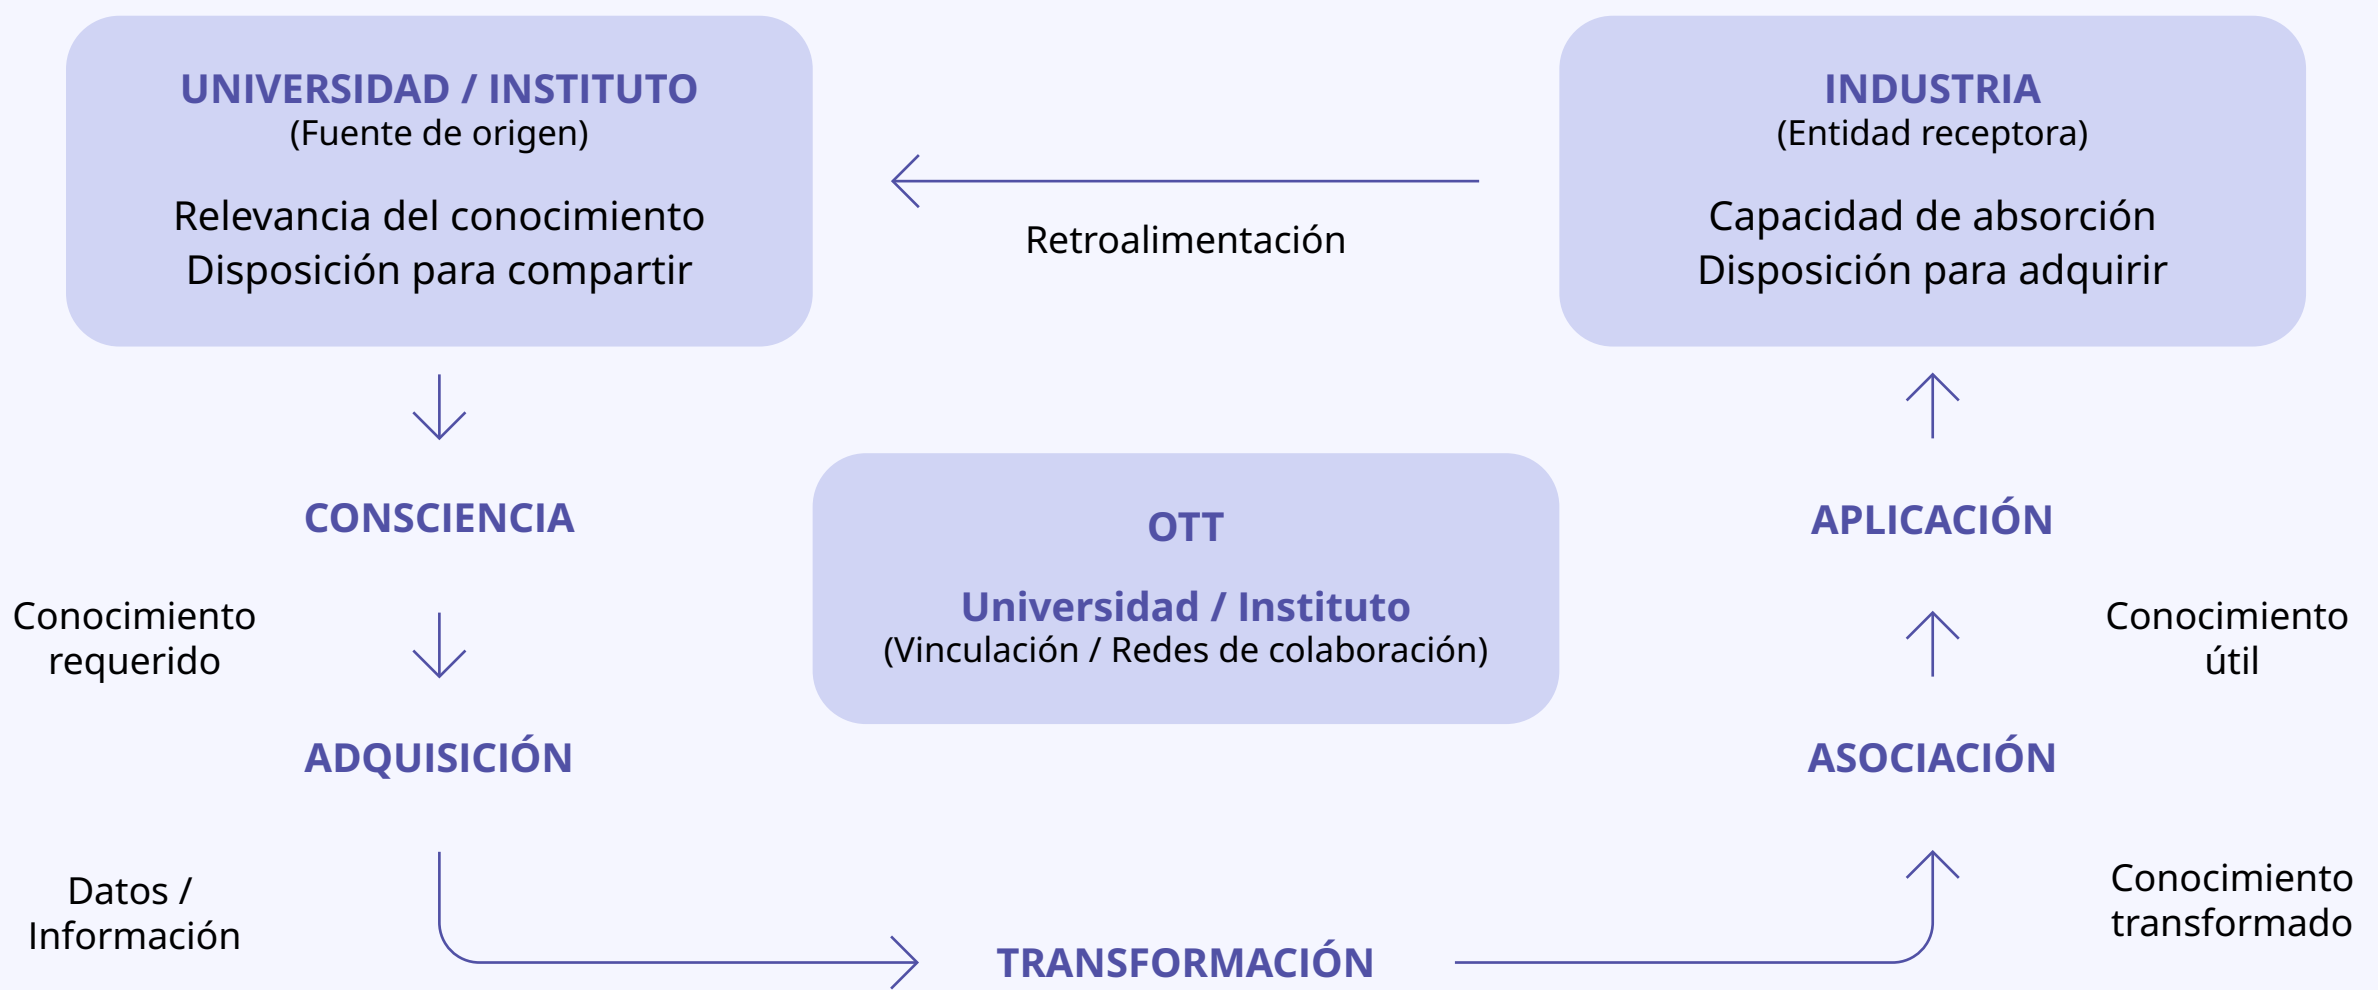 UNIVERSIDAD / INSTITUTO
(Fuente de origen)
Relevancia del conocimiento
Disposición para compartir
Retroalimentación
INDUSTRIA
(Entidad receptora)
Capacidad de absorción
Disposición para adquirir
CONSCIENCIA
Conocimiento
requerido
ADQUISICIÓN
Datos /
Información
OTT
Universidad / Instituto
(Vinculación / Redes de colaboración)
TRANSFORMACIÓN
APLICACIÓN
Conocimiento
útil
ASOCIACIÓN
Conocimiento
transformado